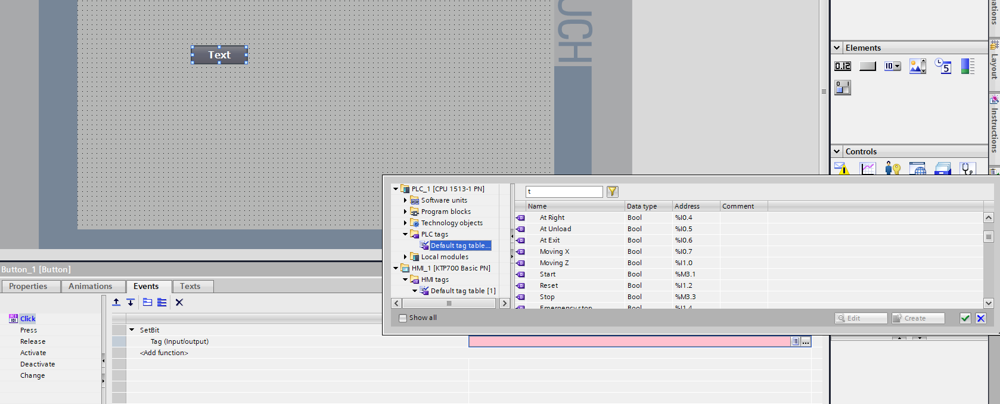 UCH
Text
Elements
0.12
10
5
0 I
Layout
Instructions
Controls
PLC_1 [CPU 1513-1 PN]
Software units
Program blocks
Technology objects
PLC tags
Default tag table...
Local modules
HMI_1 [KTP700 Basic PN]
HMI tags
Default tag table [1]
Show all
t
Name Data type Address Comment
At Right Bool %I0.4
At Unload Bool %I0.5
At Exit Bool %I0.6
Moving X Bool %I0.7
Moving Z Bool %I1.0
Start Bool %M3.1
Reset Bool %I1.2
Stop Bool %M3.3
Emergency stop Bool %I1.4
Edit Create
Button_1 [Button]
Properties Animations Events Texts
Click
Press
Release
Activate
Deactivate
Change
SetBit
Tag (Input/output)
<Add function>
...